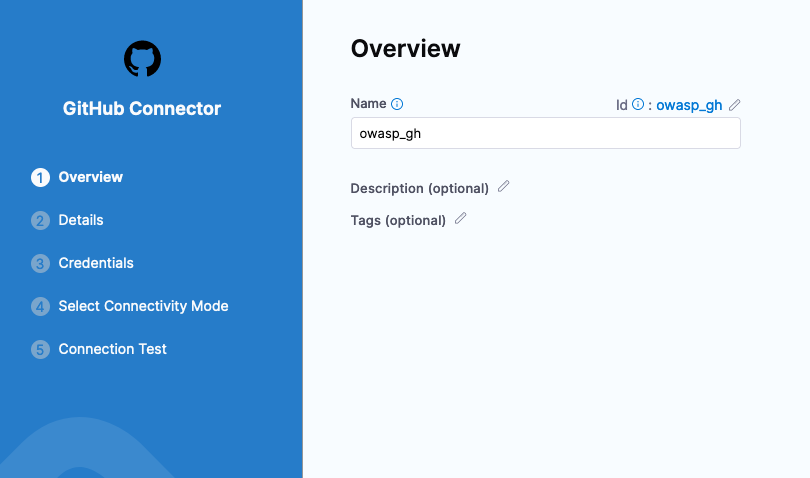 GitHub Connector
1 Overview
2 Details
3 Credentials
4 Select Connectivity Mode
5 Connection Test
Overview
Name Id : owasp_gh
owasp_gh
Description (optional)
Tags (optional)